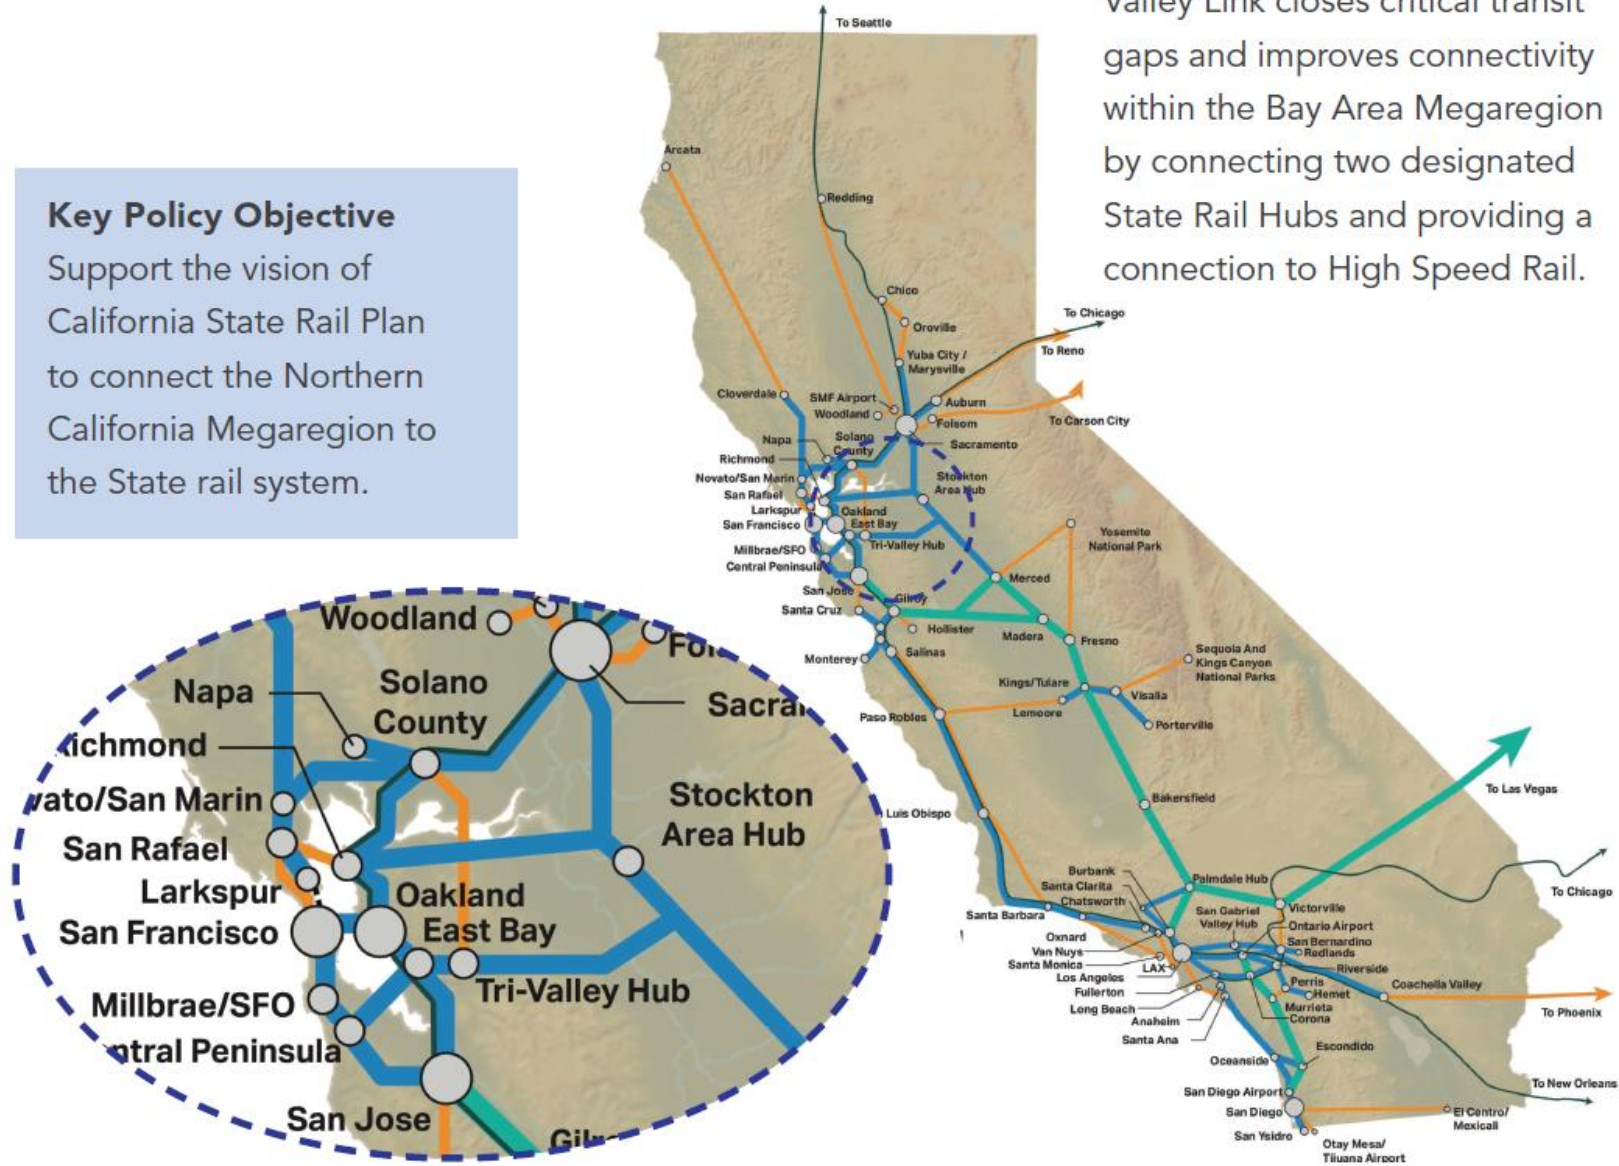 Valley Link closes critical transit
gaps and improves connectivity
within the Bay Area Megaregion
by connecting two designated
State Rail Hubs and providing a
connection to High Speed Rail.
Key Policy Objective
Support the vision of
California State Rail Plan
to connect the Northern
California Megaregion to
the State rail system.
To Seattle
Arcata
Redding
Chico
Oroville
To Chicago
To Reno
Yuba City /
Marysville
Cloverdale
SMF Airport
Woodland
Auburn
Folsom
To Carson City
Napa
Solano
County
Sacramento
Richmond
Novato/San Marin
San Rafael
Larkspur
San Francisco
Stockton
Area Hub
Oakland
East Bay
Tri-Valley Hub
Yosemite
National Park
Millbrae/SFO
Central Peninsula
Merced
San Jose
Gilroy
Santa Cruz
Hollister
Madera
Fresno
Salinas
Monterey
Sequoia And
Kings Canyon
National Parks
Kings/Tulare
Visalia
Lemoore
Porterville
Paso Robles
Bakersfield
Luis Obispo
To Las Vegas
Burbank
Santa Clarita
Chatsworth
Palmdale Hub
To Chicago
Santa Barbara
San Gabriel
Valley Hub
Victorville
Ontario Airport
Oxnard
Van Nuys
Santa Monica
LAX
Los Angeles
Fullerton
Long Beach
Anaheim
Santa Ana
San Bernardino
Redlands
Riverside
Perris
Hemet
Murrieta
Corona
Coachella Valley
To Phoenix
Escondido
Oceanside
To New Orleans
San Diego Airport
San Diego
El Centro/
Mexicali
San Ysidro
Otay Mesa/
Tijuana Airport
Woodland
Fol
Napa
Solano
County
Sacra
ichmond
vato/San Marin
San Rafael
Larkspur
San Francisco
Stockton
Area Hub
Oakland
East Bay
Tri-Valley Hub
Millbrae/SFO
ntral Peninsula
San Jose
Gilr